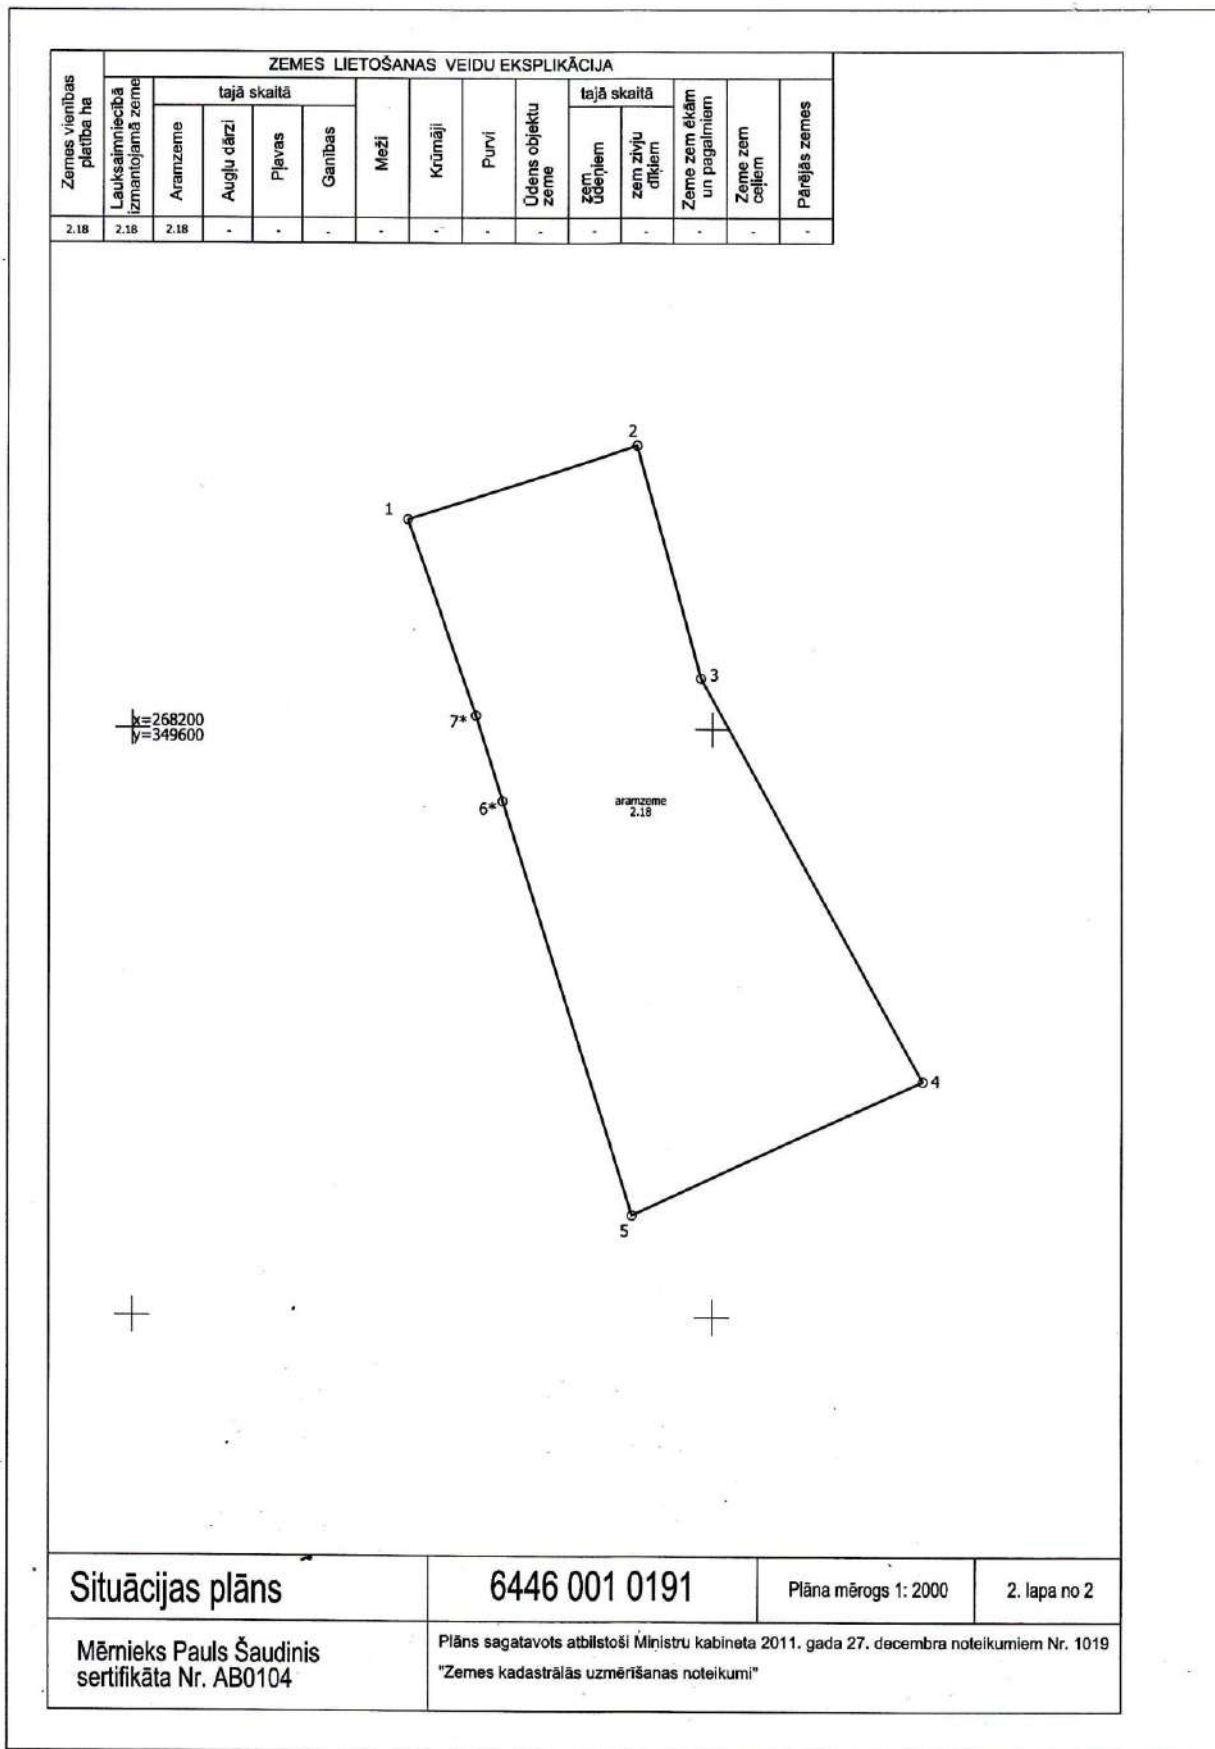 ZEMES LIETOŠANAS VEIDU EKSPLIKĀCIJA
Zemes vienības
platība ha
Lauksaimniecībā
izmantojamā zeme
tajā skaitā
Aramzeme
Augļu dārzi
Pļavas
Ganības
Meži
Krūmāji
Purvi
Ūdens objektu
zeme
tajā skaitā
zem
ūdeņiem
zem zivju
dīķiem
Zeme zem ēkām
un pagalmiem
Zeme zem
ceļiem
Pārējās zemes
2.18 2.18 2.18 - - - - - - - - - - - -
2
1
3
7*
x=268200
y=349600
6*
aramzeme
2.18
4
5
Situācijas plāns
6446 001 0191
Plāna mērogs 1: 2000
2. lapa no 2
Mērnieks Pauls Šaudinis
sertifikāta Nr. AB0104
Plāns sagatavots atbilstoši Ministru kabineta 2011. gada 27. decembra noteikumiem Nr. 1019
"Zemes kadastrālās uzmērīšanas noteikumi"